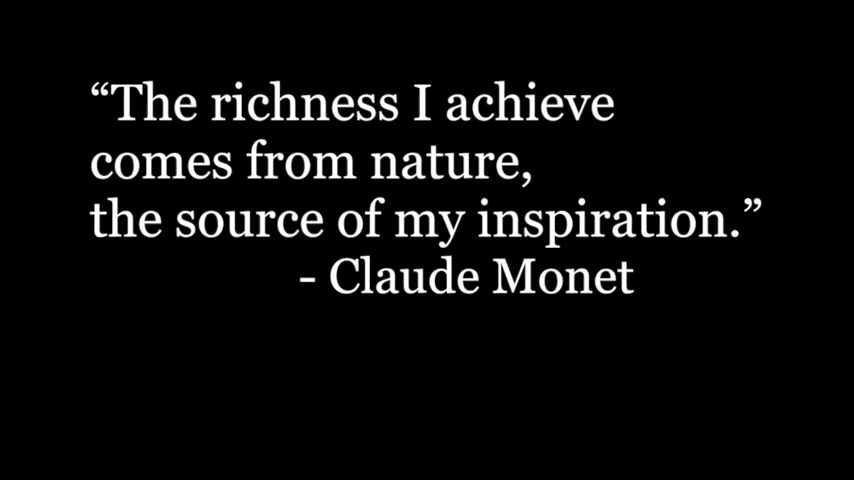 “The richness I achieve
comes from nature,
the source of my inspiration.”
- Claude Monet